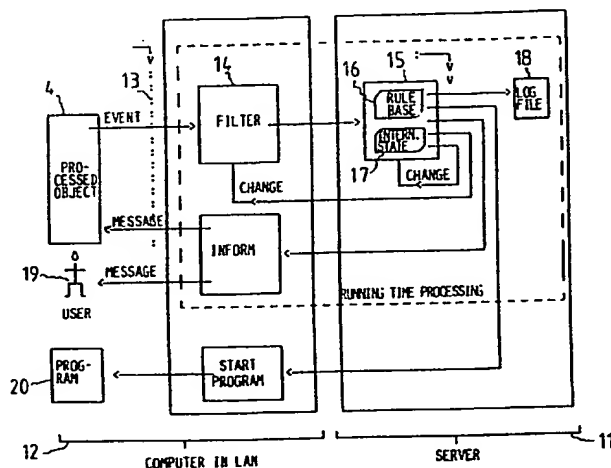 4
13
EVENT
PRO-
CESSED
OBJECT
MESSAGE
MESSAGE
19
USER
20
PROG-
RAM
14
FILTER
CHANGE
INFORM
START
PROGRAM
16
15
RULE
BASE
INTERN.
STATE
17
CHANGE
18
LOG
FILE
RUNNING TIME PROCESSING
12
COMPUTER IN LAN
SERVER
11